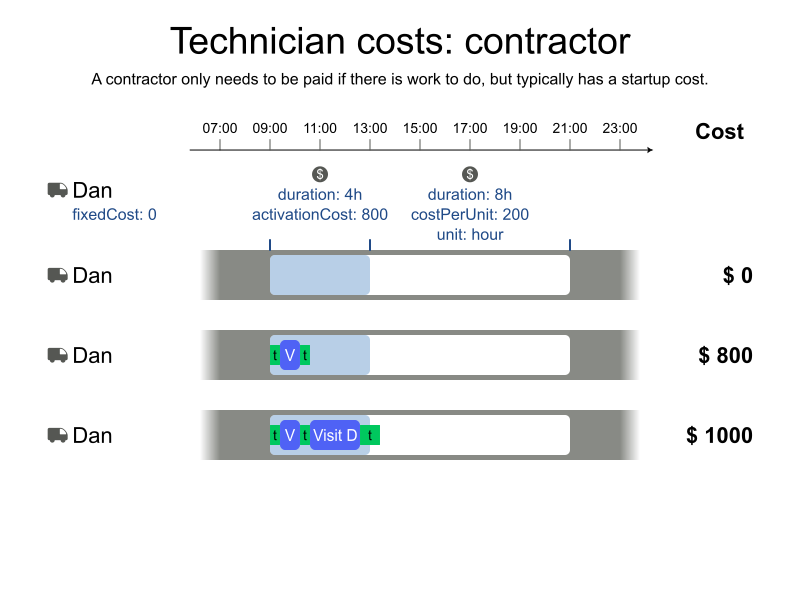 Technician costs: contractor
A contractor only needs to be paid if there is work to do, but typically has a startup cost.
07:00 09:00 11:00 13:00 15:00 17:00 19:00 21:00 23:00 Cost
$ $
Dan duration: 4h duration: 8h
fixedCost: 0 activationCost: 800 costPerUnit: 200
unit: hour
Dan $ 0
Dan t V t $ 800
Dan t V t Visit D t $ 1000